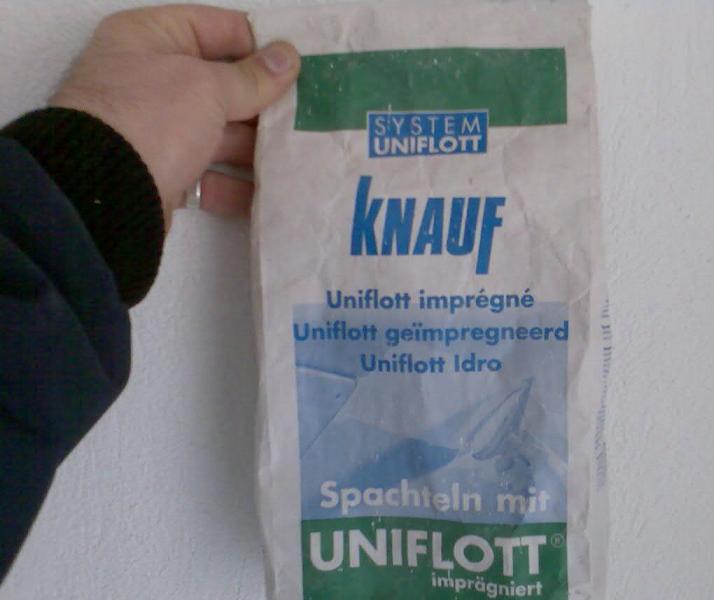 SYSTEM
UNIFLOTT
KNAUF
Uniflott imprégné
Uniflott geïmpregneerd
Uniflott Idro
Spachteln mit
UNIFLOTT®
imprägniert